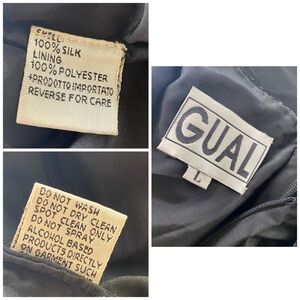 SHELL:
100% SILK
LINING
100% POLYESTER
+PRODOTTO IMPORTATO
REVERSE FOR CARE
GUAL
L
DO NOT WASH
DO NOT DRY CLEAN
SPOT CLEAN ONLY
DO NOT SPRAY
ALCOHOL BASED
PRODUCTS DIRECTLY
ON GARMENT SUCH